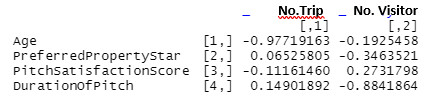 _ No.Trip _ No. Visitor
[,1] [,2]
Age [1,] -0.97719163 -0.1925458
PreferredPropertyStar [2,] 0.06525805 -0.3463521
PitchSatisfactionScore [3,] -0.11161460 0.2731798
DurationOfPitch [4,] 0.14901892 -0.8841864